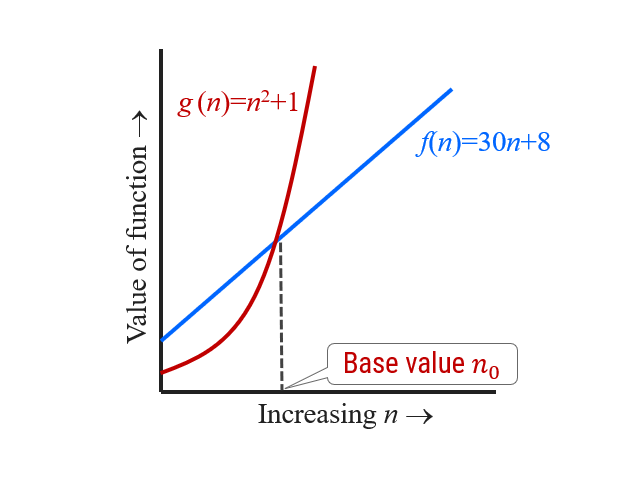 g (n)=n²+1
f(n)=30n+8
Value of function →
Base value n₀
Increasing n →